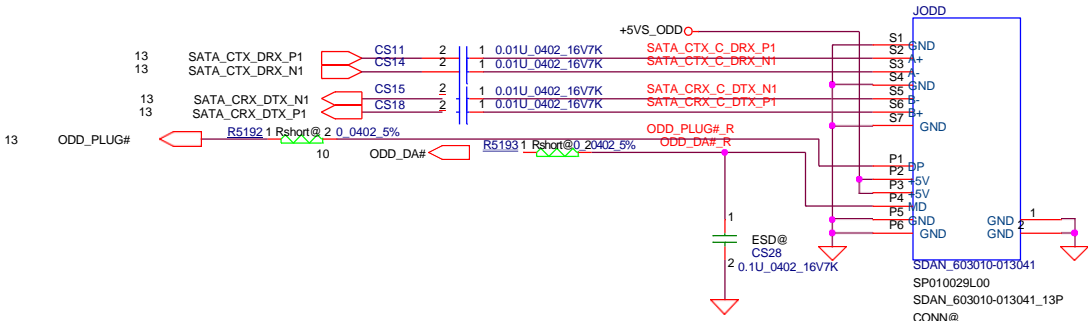 JODD
+5VS_ODD
13 SATA_CTX_DRX_P1 CS11 2 1 0.01U_0402_16V7K SATA_CTX_C_DRX_P1
13 SATA_CTX_DRX_N1 CS14 2 1 0.01U_0402_16V7K SATA_CTX_C_DRX_N1
13 SATA_CRX_DTX_N1 CS15 2 1 0.01U_0402_16V7K SATA_CRX_C_DTX_N1
13 SATA_CRX_DTX_P1 CS18 2 1 0.01U_0402_16V7K SATA_CRX_C_DTX_P1
S1 GND
S2 A+
S3 A-
S4 GND
S5 B-
S6 B+
S7 GND
13 ODD_PLUG# R5192 1 Rshort@ 2 0_0402_5% ODD_PLUG#_R
10 ODD_DA# R5193 1 Rshort@ 2 0_0402_5% ODD_DA#_R
P1 DP
P2 +5V
P3 +5V
P4 MD
P5 GND GND 1
P6 GND GND 2
1
ESD@
CS28
2 0.1U_0402_16V7K
SDAN_603010-013041
SP010029L00
SDAN_603010-013041_13P
CONN@